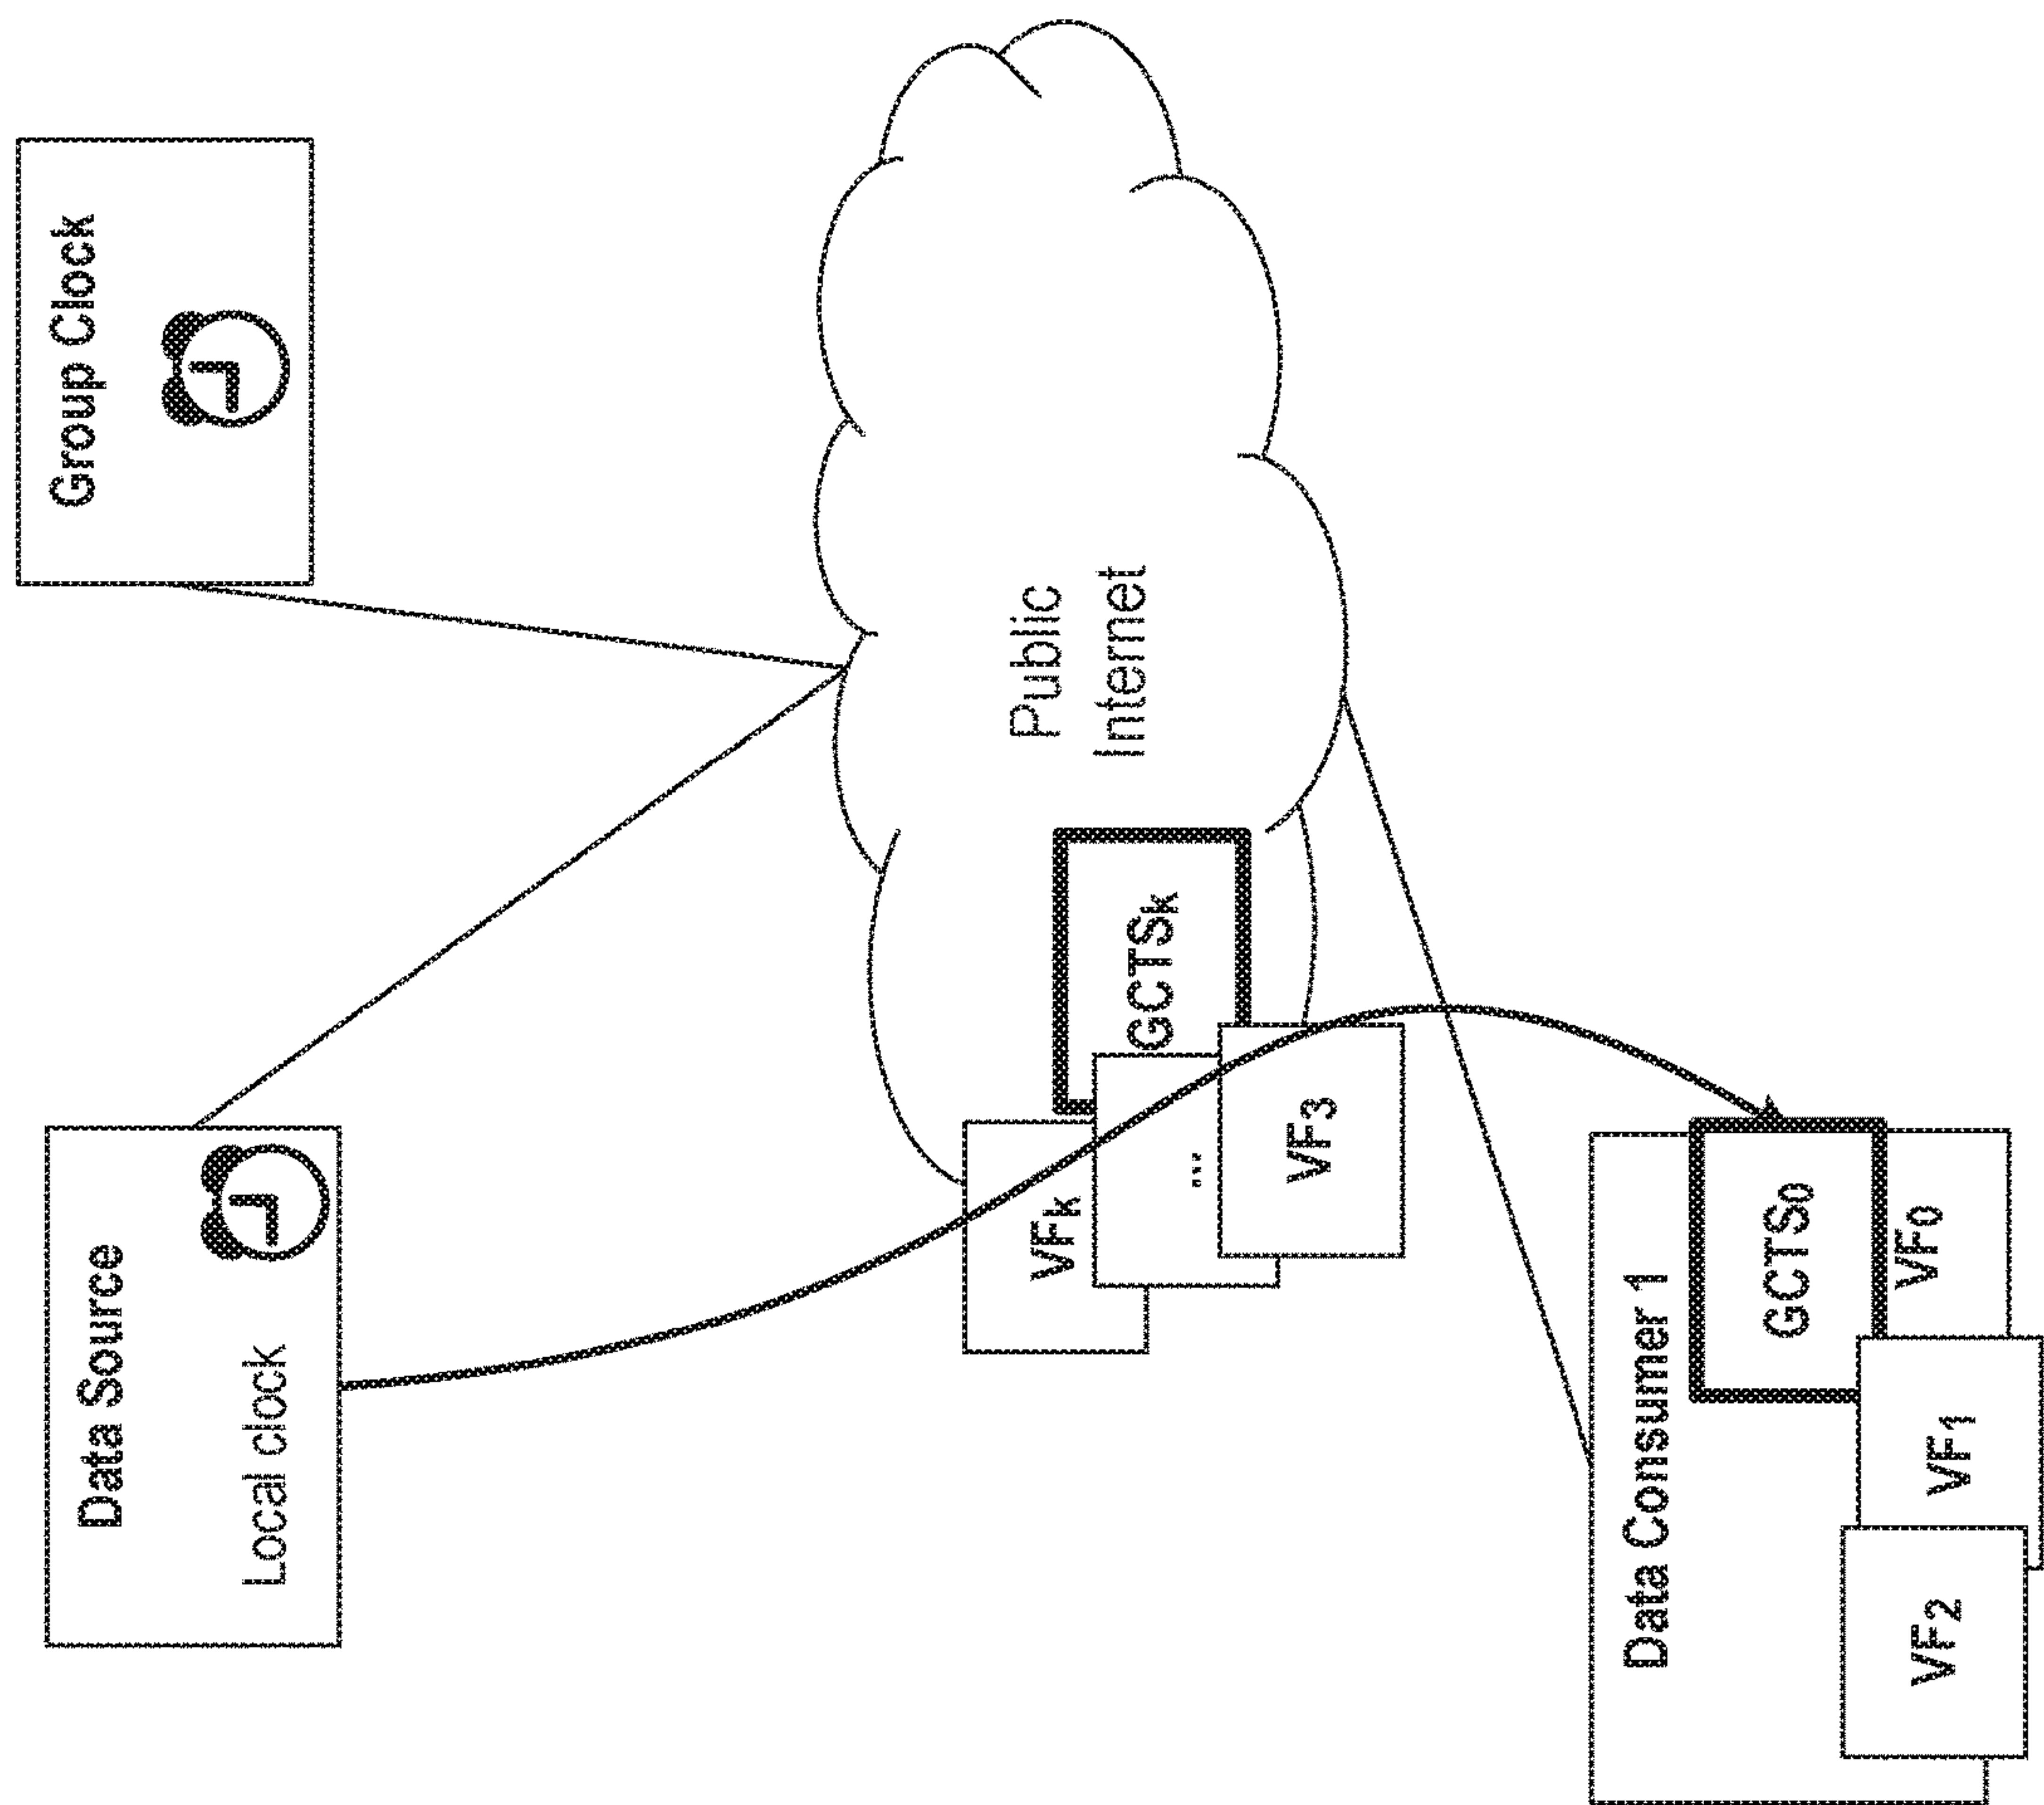 Data Source
Local clock
Group Clock
Public
Internet
VFk
...
VF3
GCTSk
Data Consumer 1
GCTS0
VF0
VF1
VF2